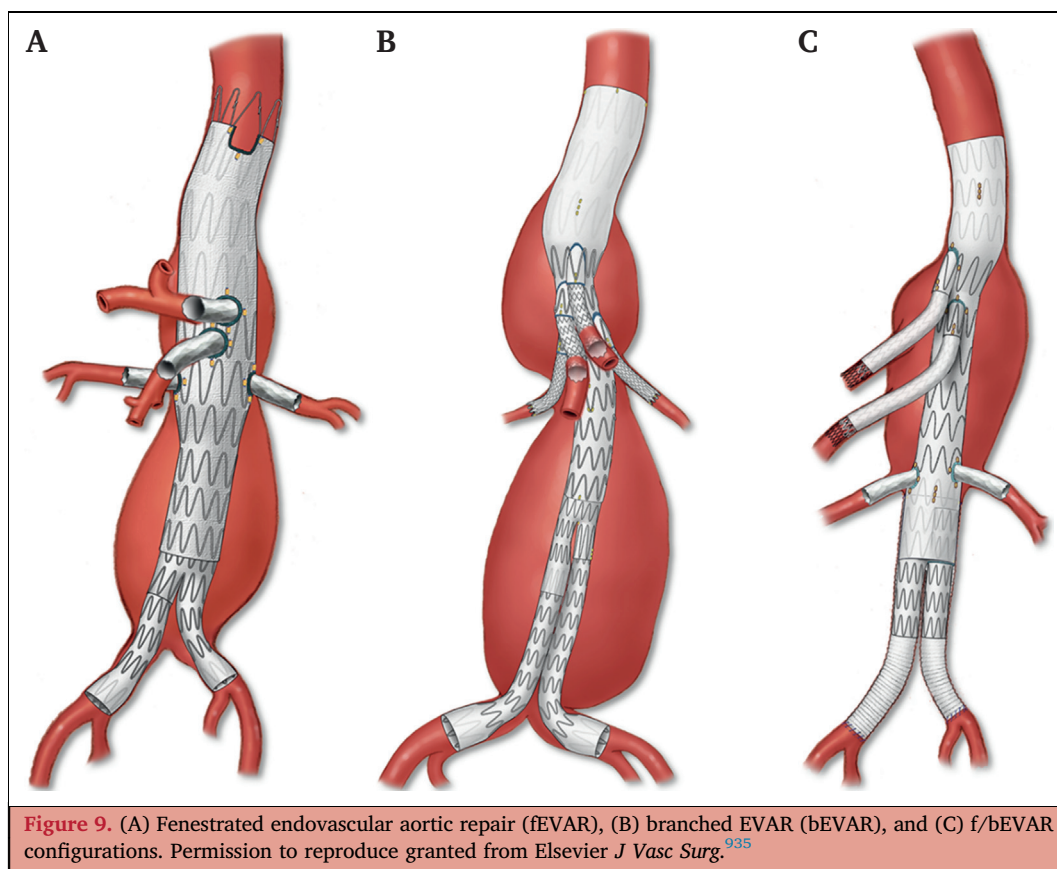 A
B
C
Figure 9. (A) Fenestrated endovascular aortic repair (fEVAR), (B) branched EVAR (bEVAR), and (C) f/bEVAR
configurations. Permission to reproduce granted from Elsevier J Vasc Surg.935